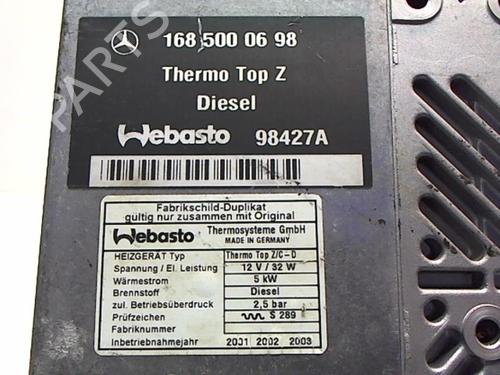 168 500 06 98
Thermo Top Z
Diesel
Webasto 98427A
Fabrikschild-Duplikat
gültig nur zusammen mit Original
Webasto Thermosysteme GmbH
MADE IN GERMANY
HEIZGERÄT Typ Thermo Top Z/C-D
Spannung / El. Leistung 12 V / 32 W
Wärmestrom 5 kW
Brennstoff Diesel
zul. Betriebsüberdruck 2,5 bar
Prüfzeichen S 289
Fabriknummer
Inbetriebnahmejahr 2001 2002 2003